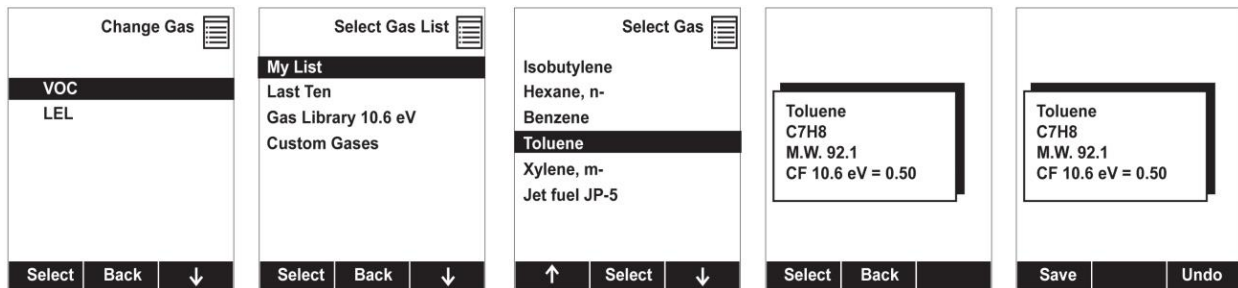 Change Gas
VOC
LEL
Select Back ↓
Select Gas List
My List
Last Ten
Gas Library 10.6 eV
Custom Gases
Select Back ↓
Select Gas
Isobutylene
Hexane, n-
Benzene
Toluene
Xylene, m-
Jet fuel JP-5
↑ Select ↓
Toluene
C7H8
M.W. 92.1
CF 10.6 eV = 0.50
Select Back
Toluene
C7H8
M.W. 92.1
CF 10.6 eV = 0.50
Save Undo